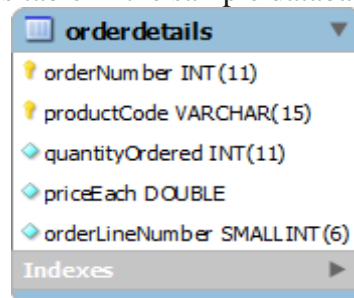 orderdetails
orderNumber INT(11)
productCode VARCHAR(15)
quantityOrdered INT(11)
priceEach DOUBLE
orderLineNumber SMALLINT(6)
Indexes